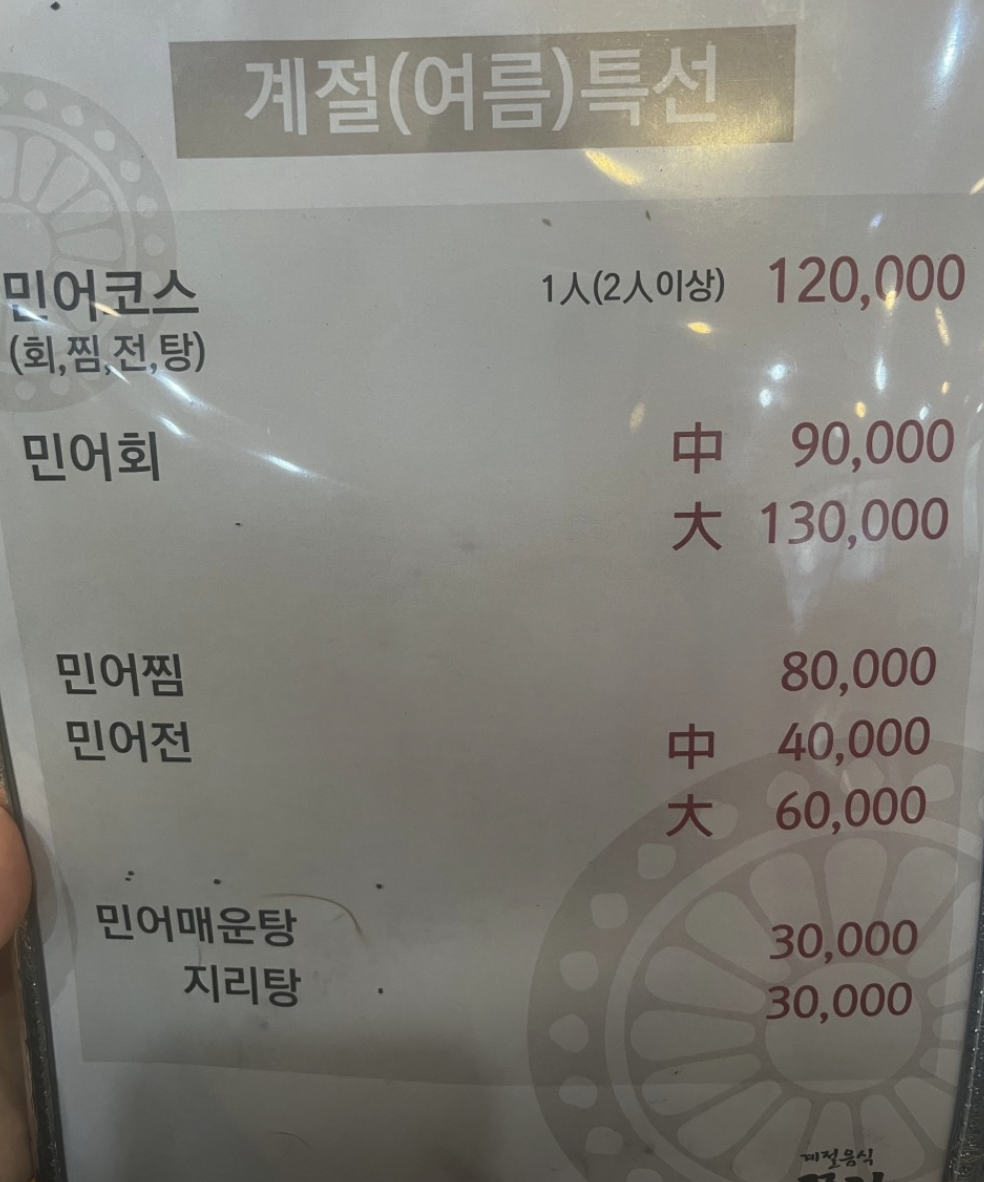 계절(여름)특선
민어코스 1人(2人이상) 120,000
(회,찜,전,탕)
민어회 中 90,000
大 130,000
민어찜 80,000
민어전 中 40,000
大 60,000
민어매운탕 30,000
지리탕 30,000
계절음식